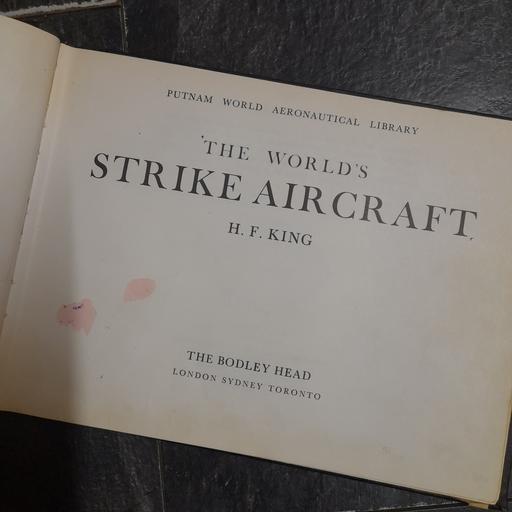 PUTNAM WORLD AERONAUTICAL LIBRARY
THE WORLD'S
STRIKE AIRCRAFT
H. F. KING
THE BODLEY HEAD
LONDON SYDNEY TORONTO